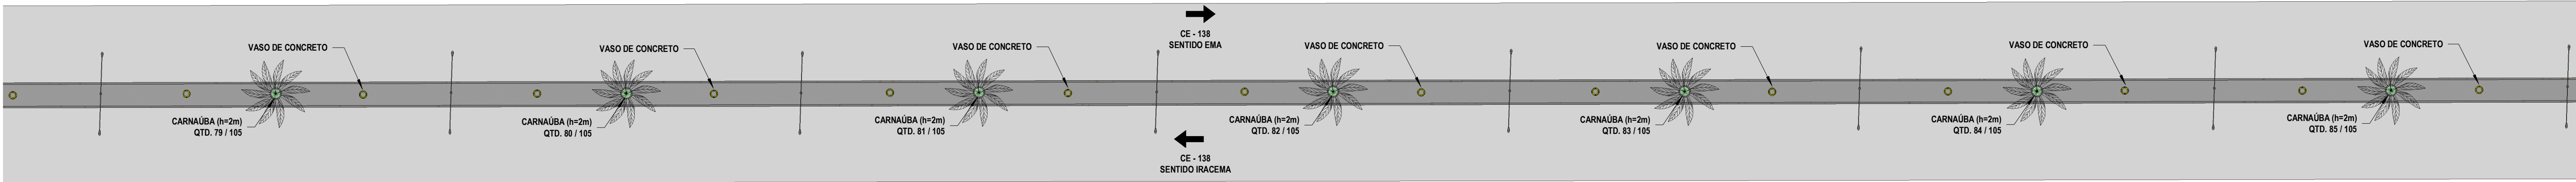 CE - 138
SENTIDO EMA
VASO DE CONCRETO
VASO DE CONCRETO
VASO DE CONCRETO
VASO DE CONCRETO
VASO DE CONCRETO
VASO DE CONCRETO
VASO DE CONCRETO
CARNAÚBA (h=2m)
QTD. 79 / 105
CARNAÚBA (h=2m)
QTD. 80 / 105
CARNAÚBA (h=2m)
QTD. 81 / 105
CARNAÚBA (h=2m)
QTD. 82 / 105
CARNAÚBA (h=2m)
QTD. 83 / 105
CARNAÚBA (h=2m)
QTD. 84 / 105
CARNAÚBA (h=2m)
QTD. 85 / 105
CE - 138
SENTIDO IRACEMA